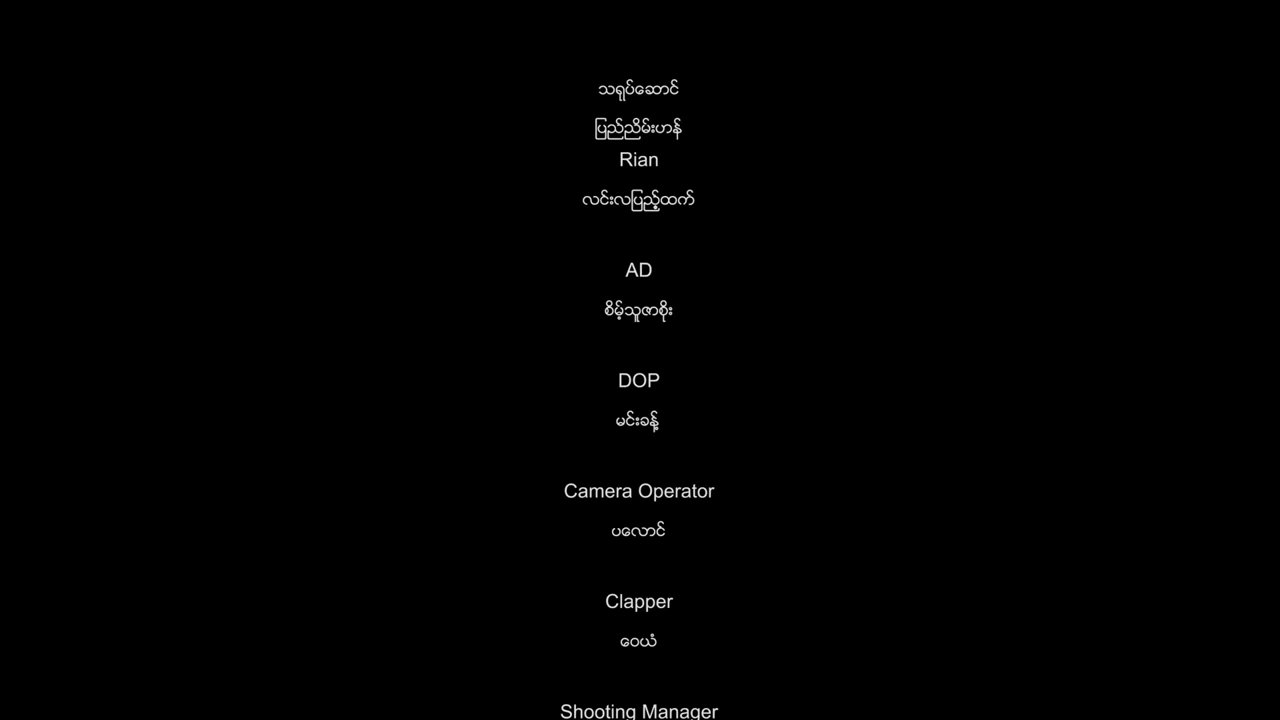 သရုပ်ဆောင်
ပြည်ညိမ်းဟန်
Rian
လင်းလပြည့်ထက်
AD
စိမ့်သူဇာစိုး
DOP
မင်းခန့်
Camera Operator
ပလောင်
Clapper
ဝေယံ
Shooting Manager